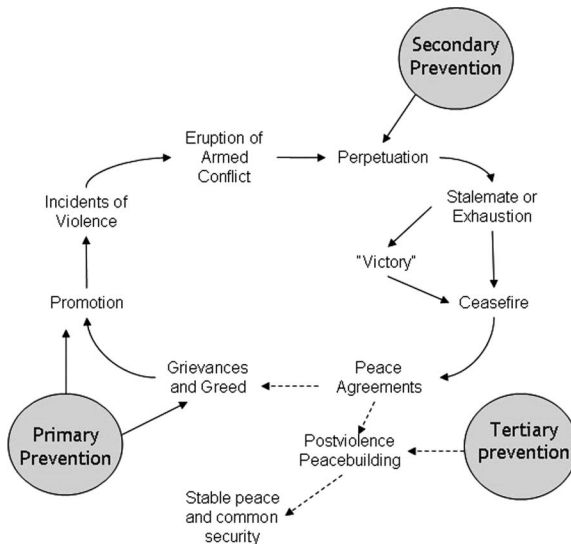 Secondary
Prevention
Eruption of
Armed
Conflict
Perpetuation
Incidents of
Violence
Stalemate or
Exhaustion
"Victory"
Promotion
Ceasefire
Grievances
and Greed
Peace
Agreements
Primary
Prevention
Postviolence
Peacebuilding
Tertiary
prevention
Stable peace
and common
security